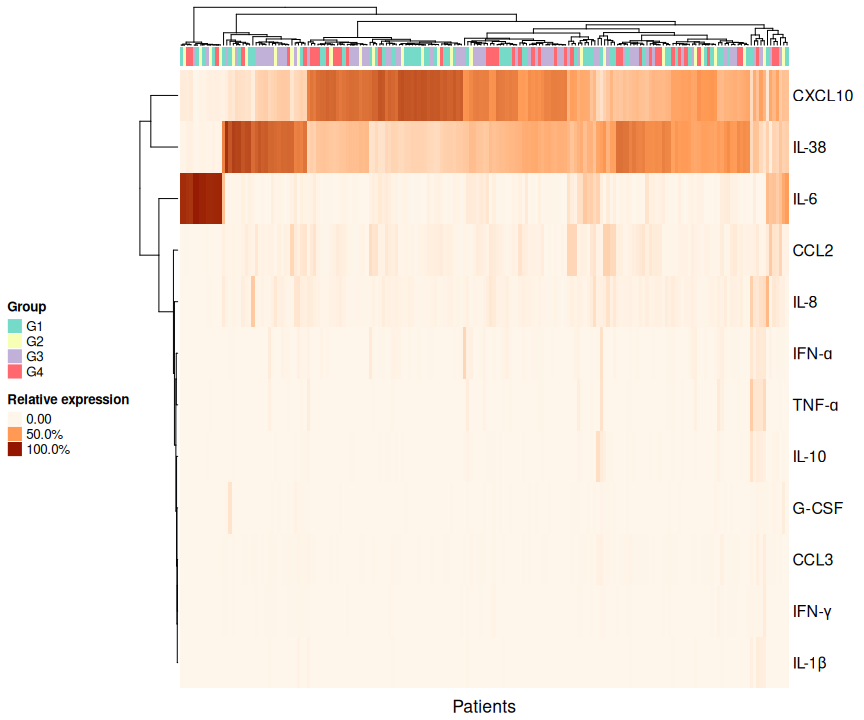 CXCL10
IL-38
IL-6
CCL2
IL-8
IFN-α
TNF-α
IL-10
G-CSF
CCL3
IFN-γ
IL-1β
Group
G1
G2
G3
G4
Relative expression
0.00
50.0%
100.0%
Patients